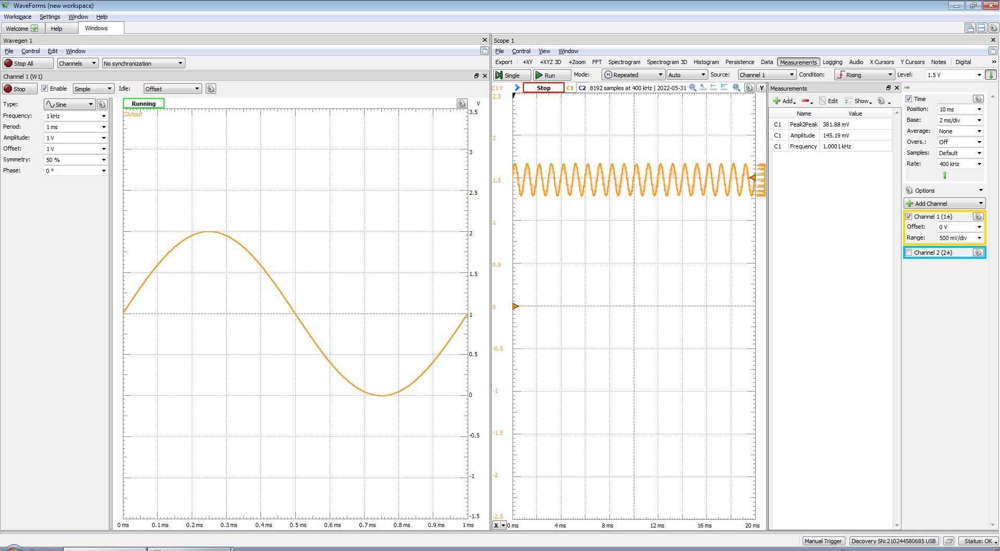 WaveForms (new workspace)
Workspace Settings Window Help
Welcome Help Windows
Wavegen 1
File Control Edit Window
Stop All Channels No synchronization
Channel 1 (W1)
Stop Enable Simple Idle: Offset
Type: Sine
Frequency: 1 kHz
Period: 1 ms
Amplitude: 1 V
Offset: 1 V
Symmetry: 50 %
Phase: 0 °
Running V
Output
3.5
3
2.5
2
1.5
1
0.5
0
-0.5
-1
-1.5
0 ms 0.1 ms 0.2 ms 0.3 ms 0.4 ms 0.5 ms 0.6 ms 0.7 ms 0.8 ms 0.9 ms 1 ms
Scope 1
File Control View Window
Export +XY +XYZ 3D +Zoom FFT Spectrogram Spectrogram 3D Histogram Persistence Data Measurements Logging Audio X Cursors Y Cursors Notes Digital »
Single Run Mode: Repeated Auto Source: Channel 1 Condition: Rising Level: 1.5 V
C1 V Stop C1 C2 8192 samples at 400 kHz | 2022-05-31 Y
2.5
2
1.5
1
0.5
0
-0.5
-1
-1.5
-2
-2.5
X 0 ms 4 ms 8 ms 12 ms 16 ms 20 ms
Measurements
Add Edit Show
Name Value
C1 Peak2Peak 381.88 mV
C1 Amplitude 145.19 mV
C1 Frequency 1.0001 kHz
Time
Position: 10 ms
Base: 2 ms/div
Average: None
Overs.: Off
Samples: Default
Rate: 400 kHz
Options
Add Channel
Channel 1 (1±)
Offset: 0 V
Range: 500 mV/div
Channel 2 (2±)
Manual Trigger Discovery SN:210244580685 USB Status: OK